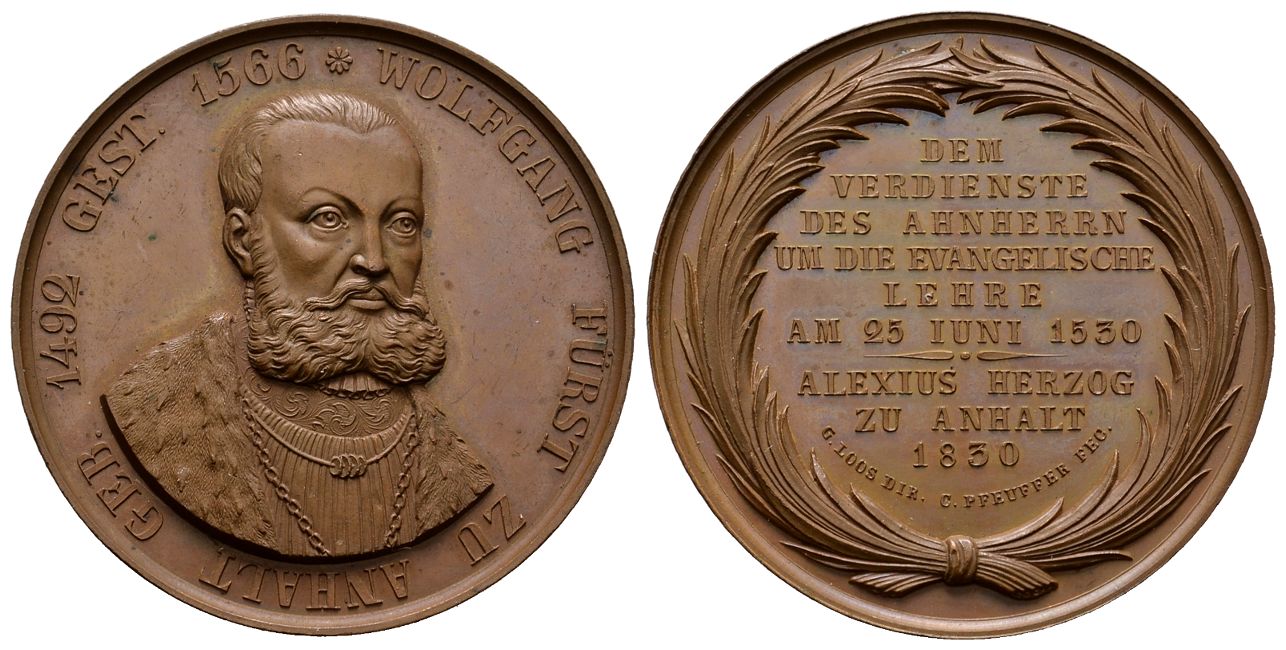 WOLFGANG FÜRST ZU ANHALT GEB. 1492 GEST. 1566
DEM
VERDIENSTE
DES AHNHERRN
UM DIE EVANGELISCHE
LEHRE
AM 25 IUNI 1530
ALEXIUS HERZOG
ZU ANHALT
1830
G. LOOS DIR. C. PFEUFFER FEC.